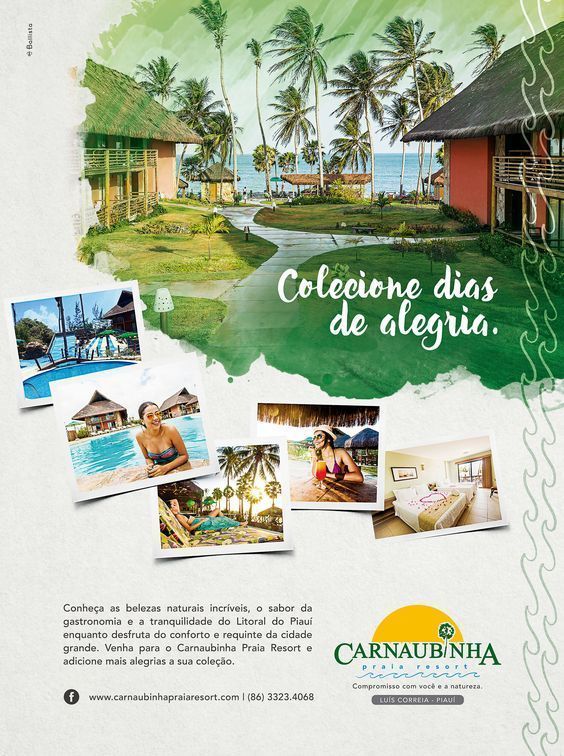 e Ballista
Colecione dias
de alegria.
Conheça as belezas naturais incríveis, o sabor da
gastronomia e a tranquilidade do Litoral do Piauí
enquanto desfruta do conforto e requinte da cidade
grande. Venha para o Carnaubinha Praia Resort e
adicione mais alegrias a sua coleção.
www.carnaubinhapraiaresort.com | (86) 3323.4068
CARNAUBINHA
praia resort
Compromisso com você e a natureza.
LUÍS CORREIA - PIAUÍ